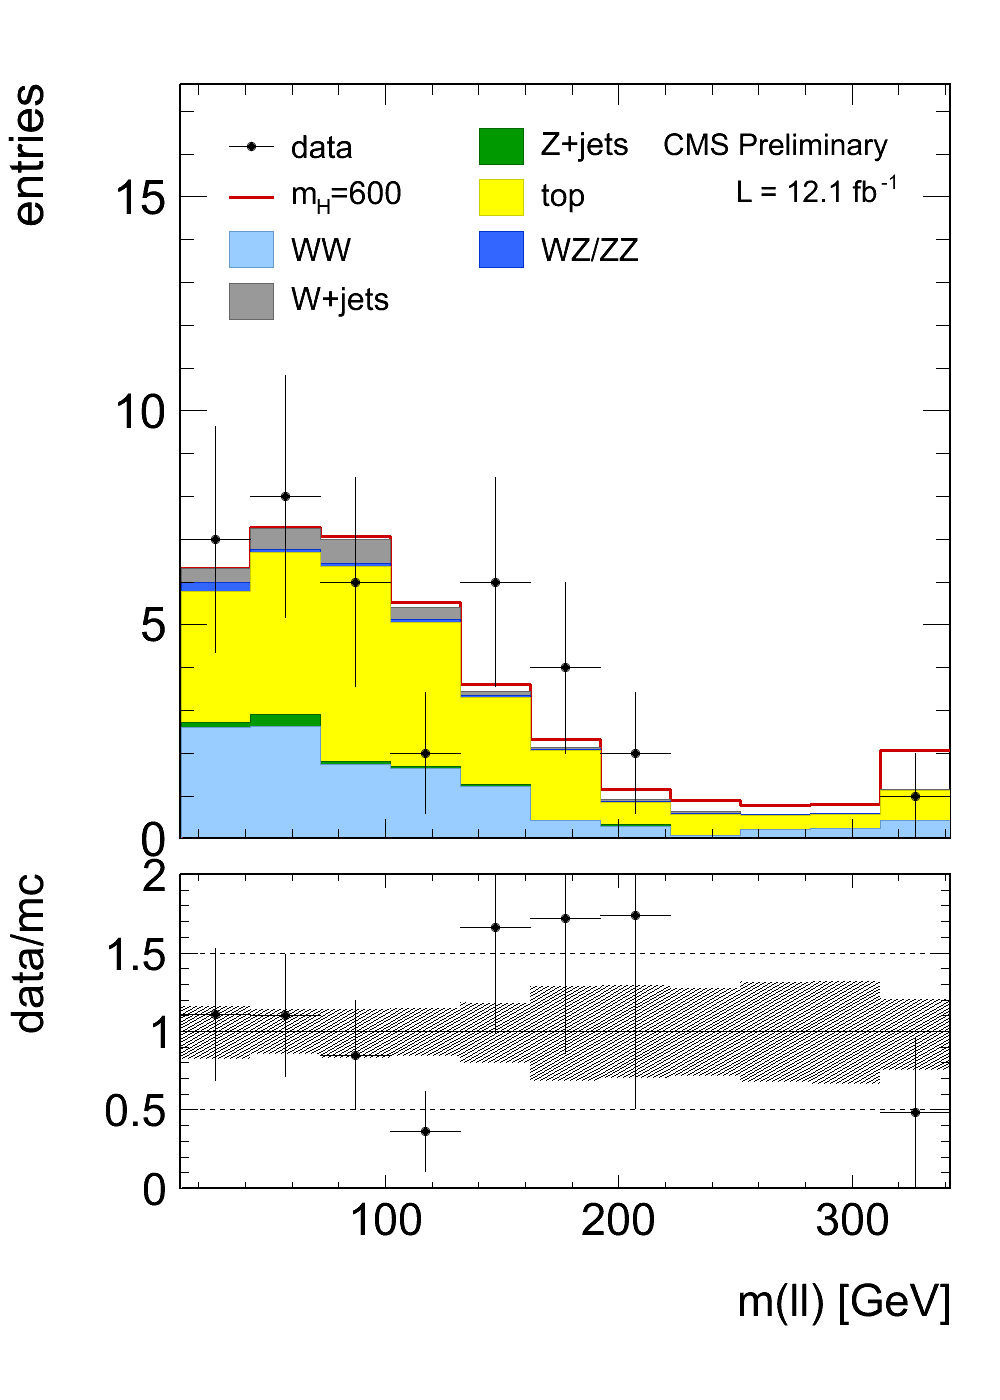 entries
data
m_H=600
WW
W+jets
Z+jets
top
WZ/ZZ
CMS Preliminary
L = 12.1 fb⁻¹
15
10
5
0
data/mc
2
1.5
1
0.5
0
100 200 300
m(ll) [GeV]